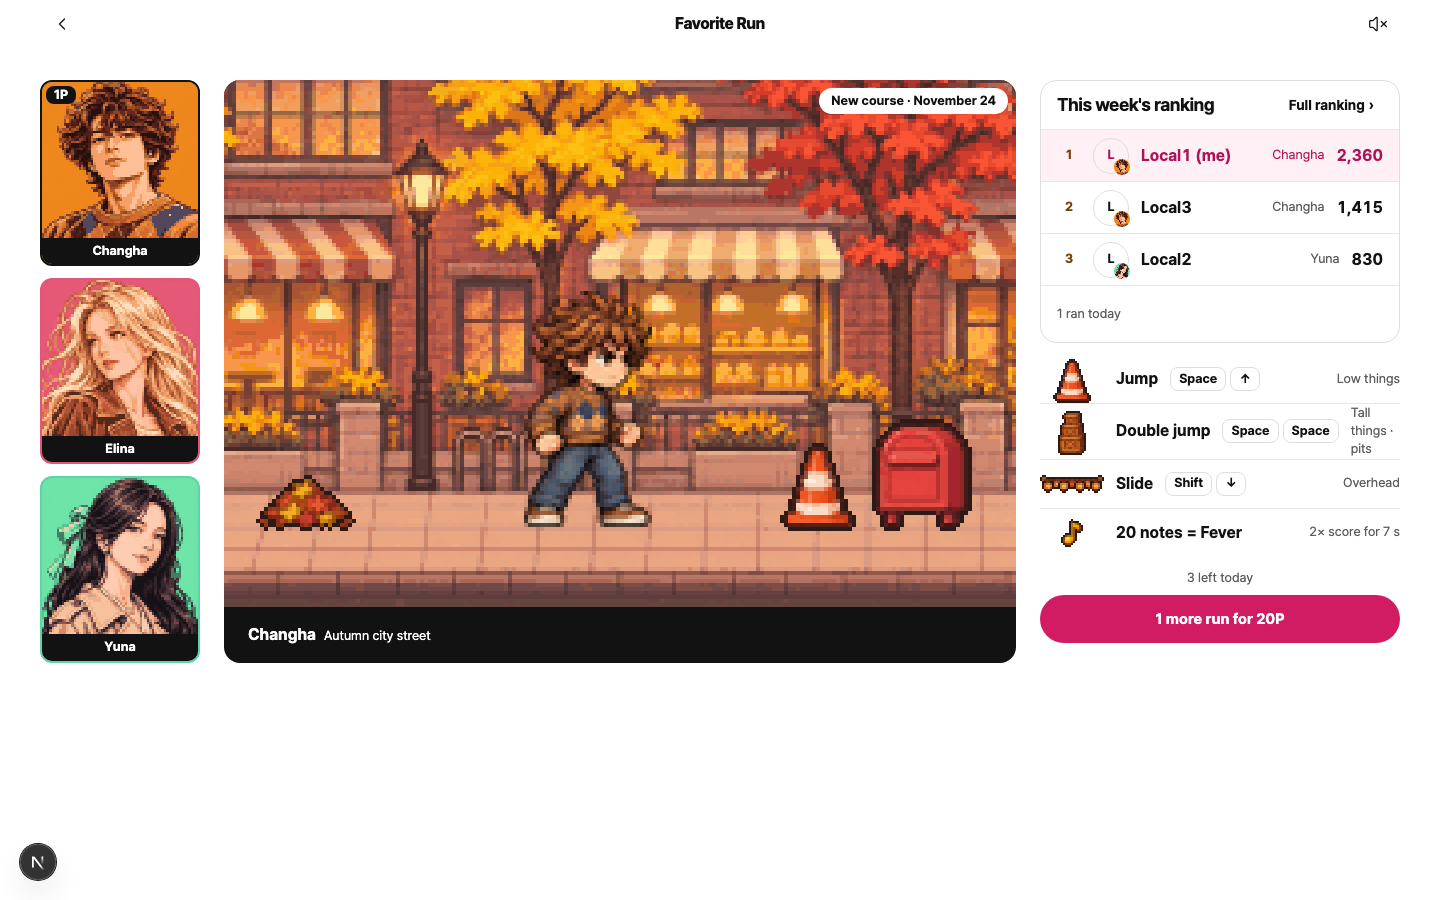 Favorite Run
1P
Changha
Elina
Yuna
New course · November 24
Changha Autumn city street
This week's ranking Full ranking ›
1 L Local1 (me) Changha 2,360
2 L Local3 Changha 1,415
3 L Local2 Yuna 830
1 ran today
Jump Space ↑ Low things
Double jump Space Space Tall
things ·
pits
Slide Shift ↓ Overhead
20 notes = Fever 2× score for 7 s
3 left today
1 more run for 20P
N